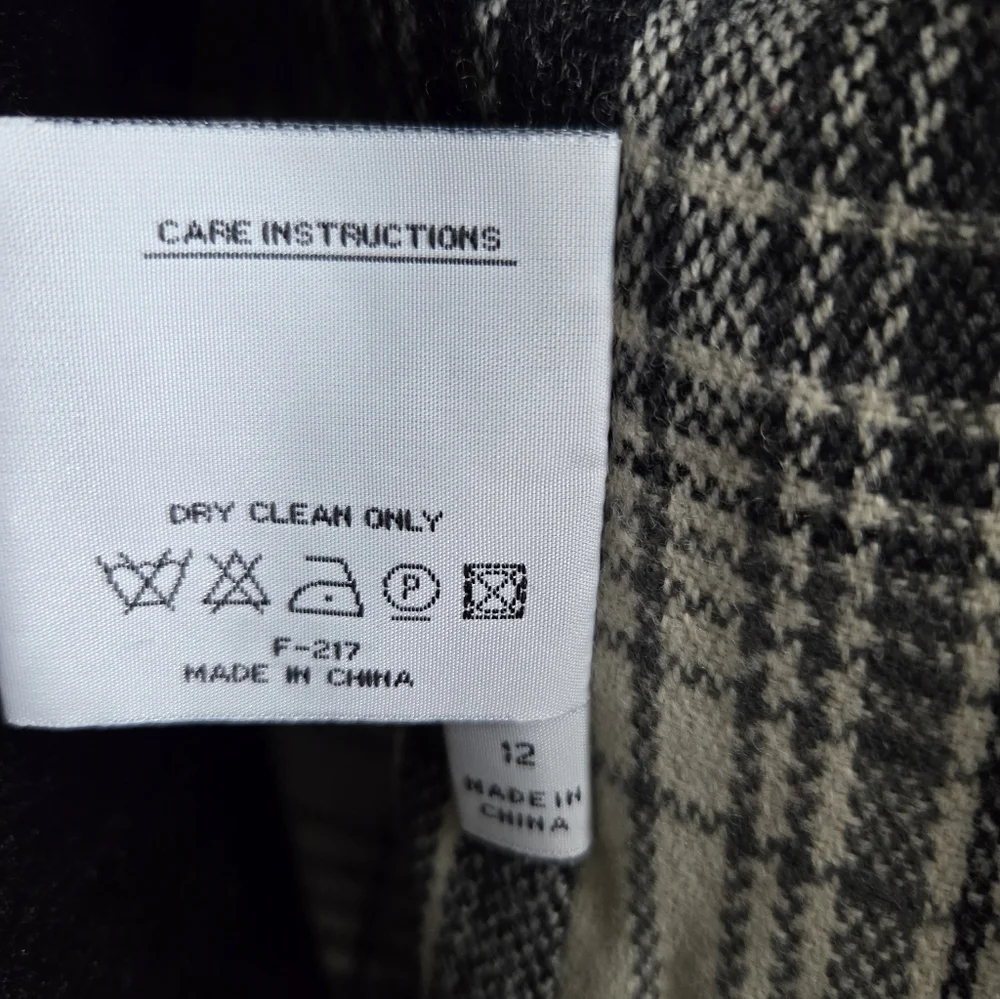 CARE INSTRUCTIONS
DRY CLEAN ONLY
P
F-217
MADE IN CHINA
12
MADE IN
CHINA